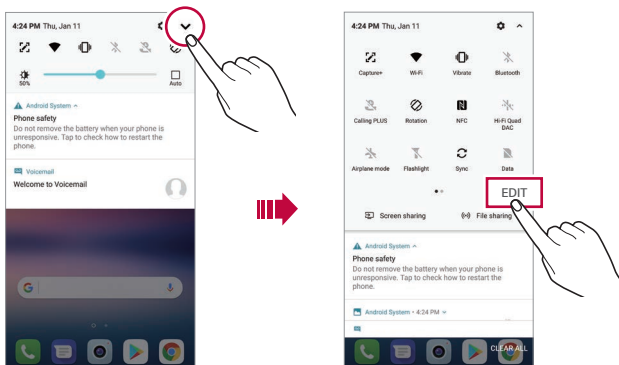 4:24 PM Thu, Jan 11
50%
Auto
Android System
Phone safety
Do not remove the battery when your phone is
unresponsive. Tap to check how to restart the
phone.
Voicemail
Welcome to Voicemail
G
4:24 PM Thu, Jan 11
Capture+ Wi-Fi Vibrate Bluetooth
Calling PLUS Rotation NFC Hi-Fi Quad
DAC
Airplane mode Flashlight Sync Data
EDIT
Screen sharing File sharing
Android System
Phone safety
Do not remove the battery when your phone is
unresponsive. Tap to check how to restart the
phone.
Android System • 4:24 PM
CLEAR ALL